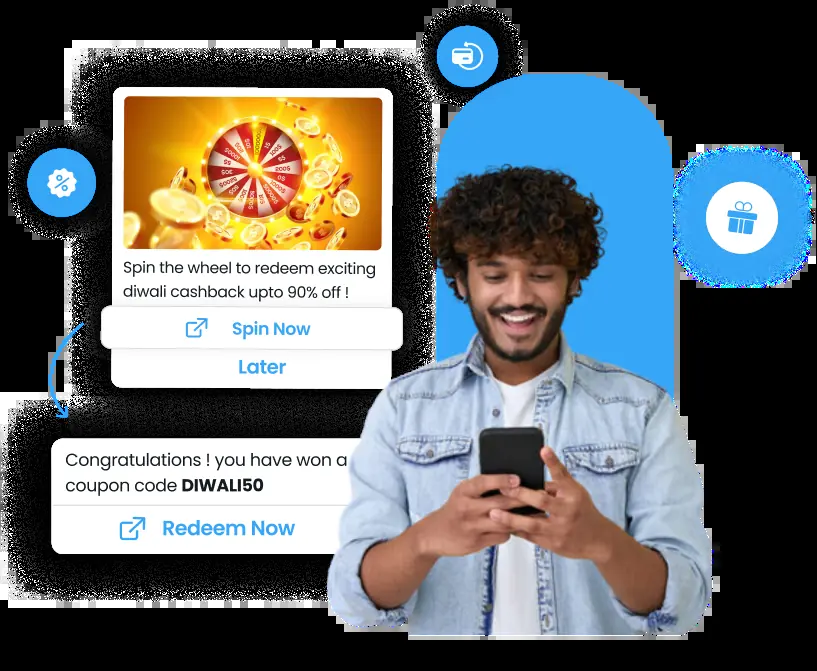 Spin the wheel to redeem exciting
diwali cashback upto 90% off !
Spin Now
Later
Congratulations ! you have won a
coupon code DIWALI50
Redeem Now